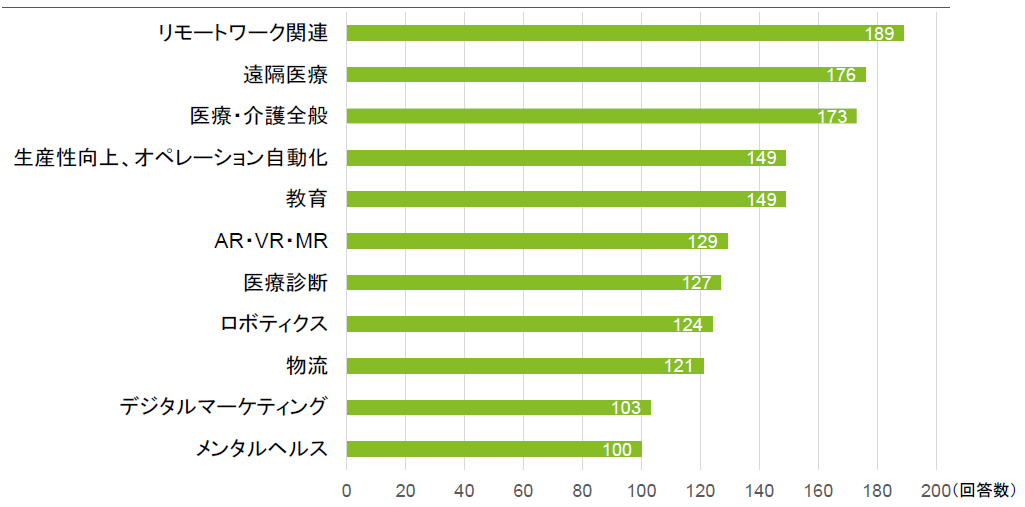 リモートワーク関連 189
遠隔医療 176
医療・介護全般 173
生産性向上、オペレーション自動化 149
教育 149
AR・VR・MR 129
医療診断 127
ロボティクス 124
物流 121
デジタルマーケティング 103
メンタルヘルス 100
0 20 40 60 80 100 120 140 160 180 200(回答数)